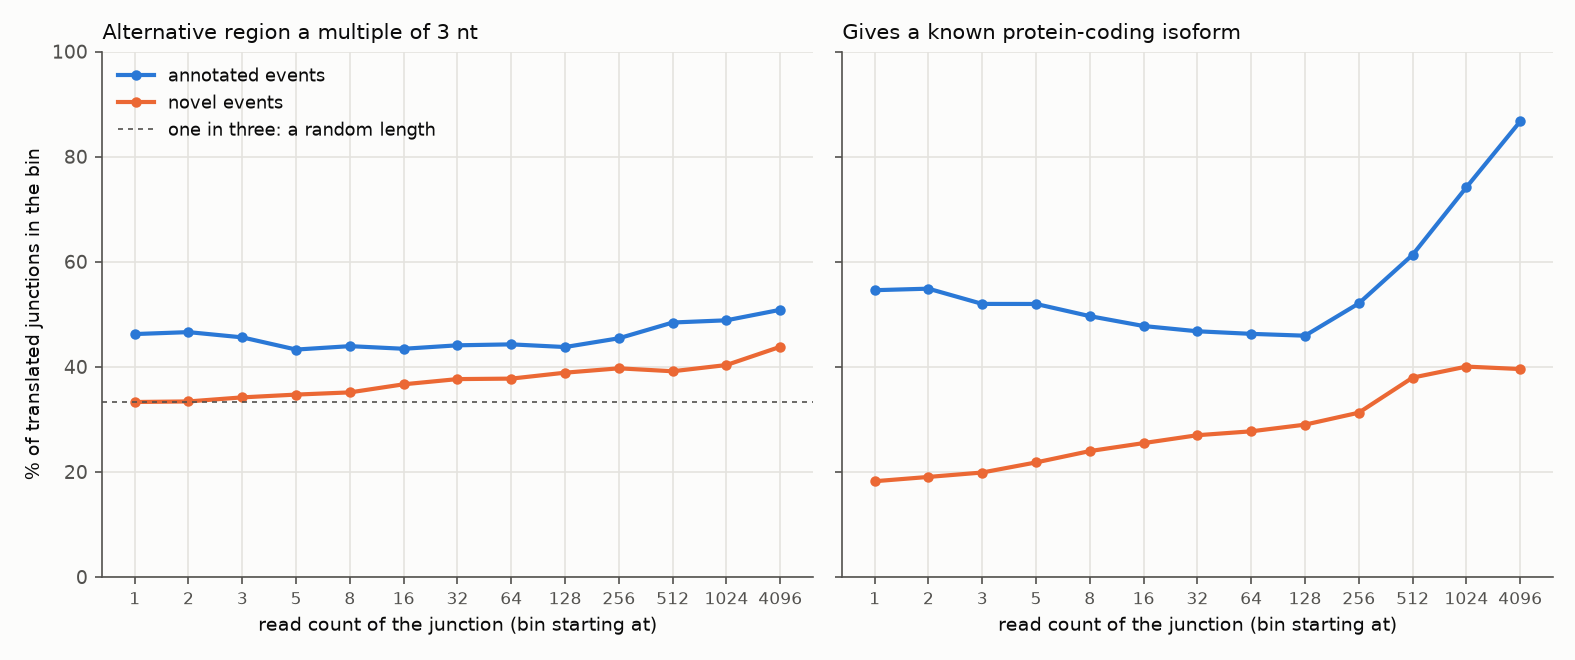 Alternative region a multiple of 3 nt
% of translated junctions in the bin
100
80
60
40
20
0
annotated events
novel events
one in three: a random length
1 2 3 5 8 16 32 64 128 256 512 1024 4096
read count of the junction (bin starting at)
Gives a known protein-coding isoform
1 2 3 5 8 16 32 64 128 256 512 1024 4096
read count of the junction (bin starting at)